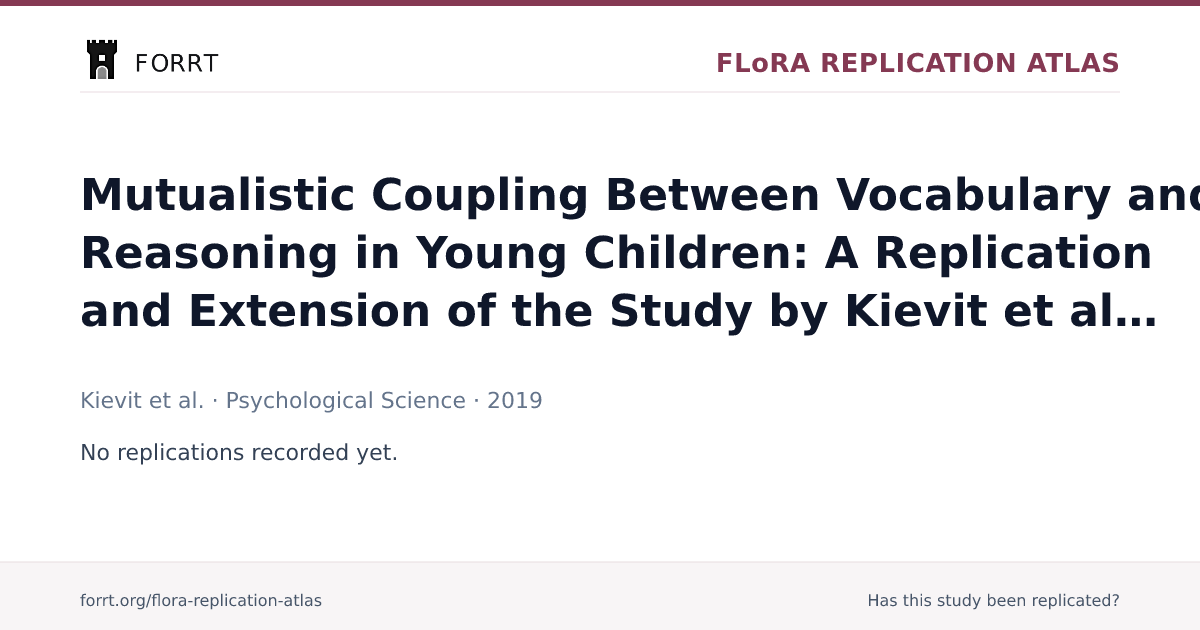 FORRT
FLoRA REPLICATION ATLAS
Mutualistic Coupling Between Vocabulary and
Reasoning in Young Children: A Replication
and Extension of the Study by Kievit et al…
Kievit et al. · Psychological Science · 2019
No replications recorded yet.
forrt.org/flora-replication-atlas
Has this study been replicated?